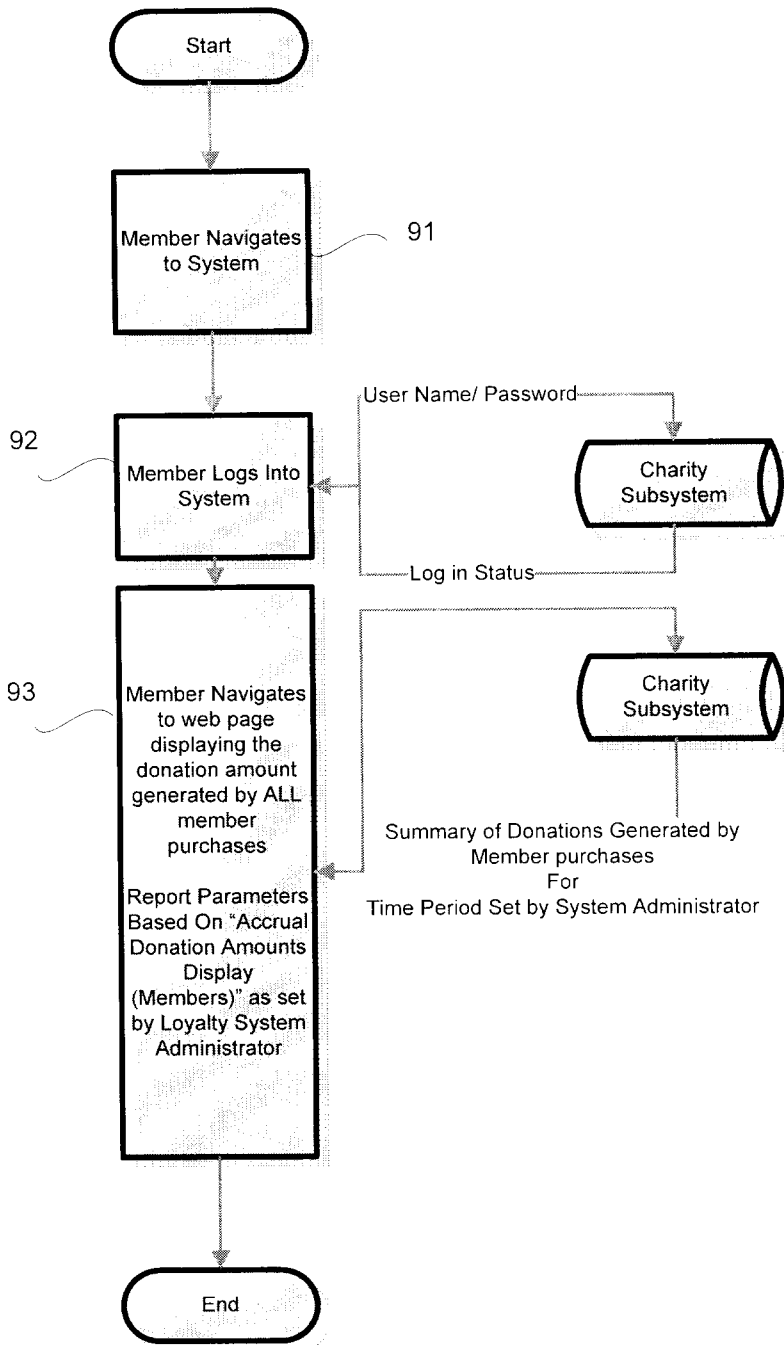 Start
Member Navigates
to System
91
User Name/ Password
92
Member Logs Into
System
Charity
Subsystem
Log in Status
93
Member Navigates
to web page
displaying the
donation amount
generated by ALL
member
purchases
Report Parameters
Based On “Accrual
Donation Amounts
Display
(Members)” as set
by Loyalty System
Administrator
Charity
Subsystem
Summary of Donations Generated by
Member purchases
For
Time Period Set by System Administrator
End